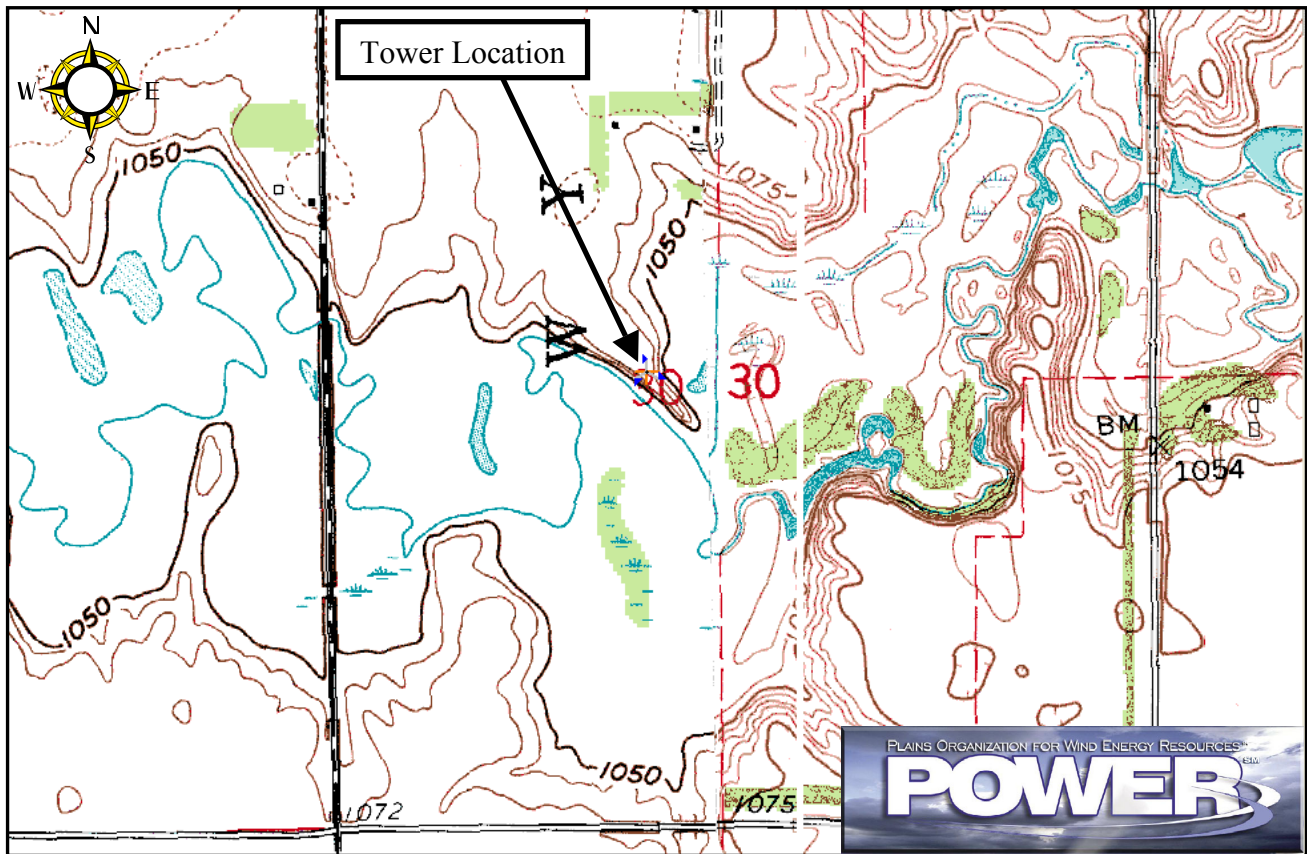 N
W
E
S
Tower Location
1050
1075
Y
1050
W
30
30
BM
1075
1054
1050
1050
1072
1075
PLAINS ORGANIZATION FOR WIND ENERGY RESOURCES SM
POWER